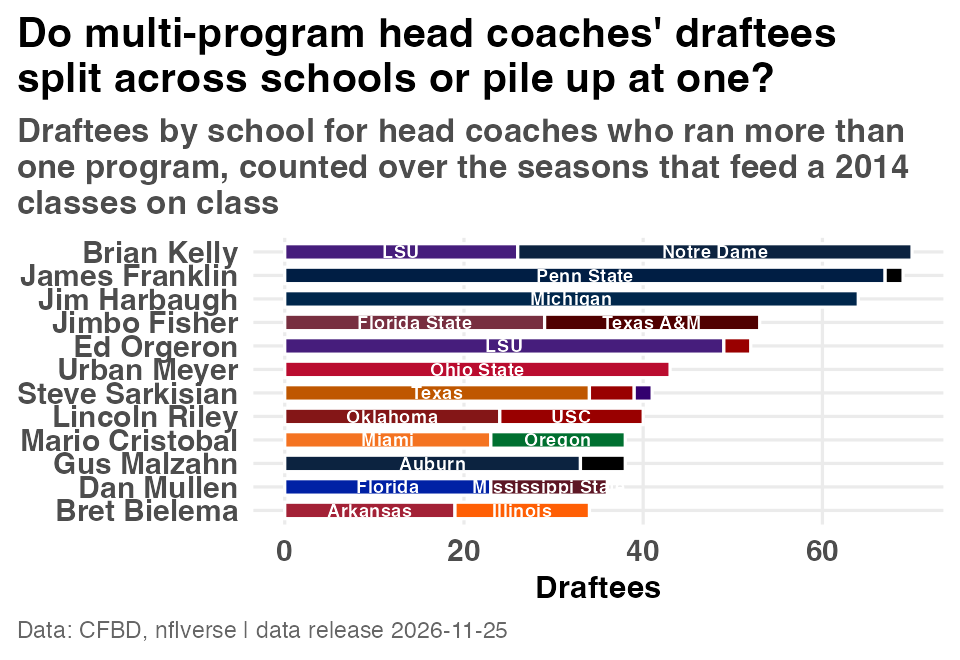 Do multi-program head coaches' draftees
split across schools or pile up at one?
Draftees by school for head coaches who ran more than
one program, counted over the seasons that feed a 2014
classes on class
Brian Kelly LSU Notre Dame
James Franklin Penn State
Jim Harbaugh Michigan
Jimbo Fisher Florida State Texas A&M
Ed Orgeron LSU
Urban Meyer Ohio State
Steve Sarkisian Texas
Lincoln Riley Oklahoma USC
Mario Cristobal Miami Oregon
Gus Malzahn Auburn
Dan Mullen Florida Mississippi State
Bret Bielema Arkansas Illinois
0 20 40 60
Draftees
Data: CFBD, nflverse | data release 2026-11-25